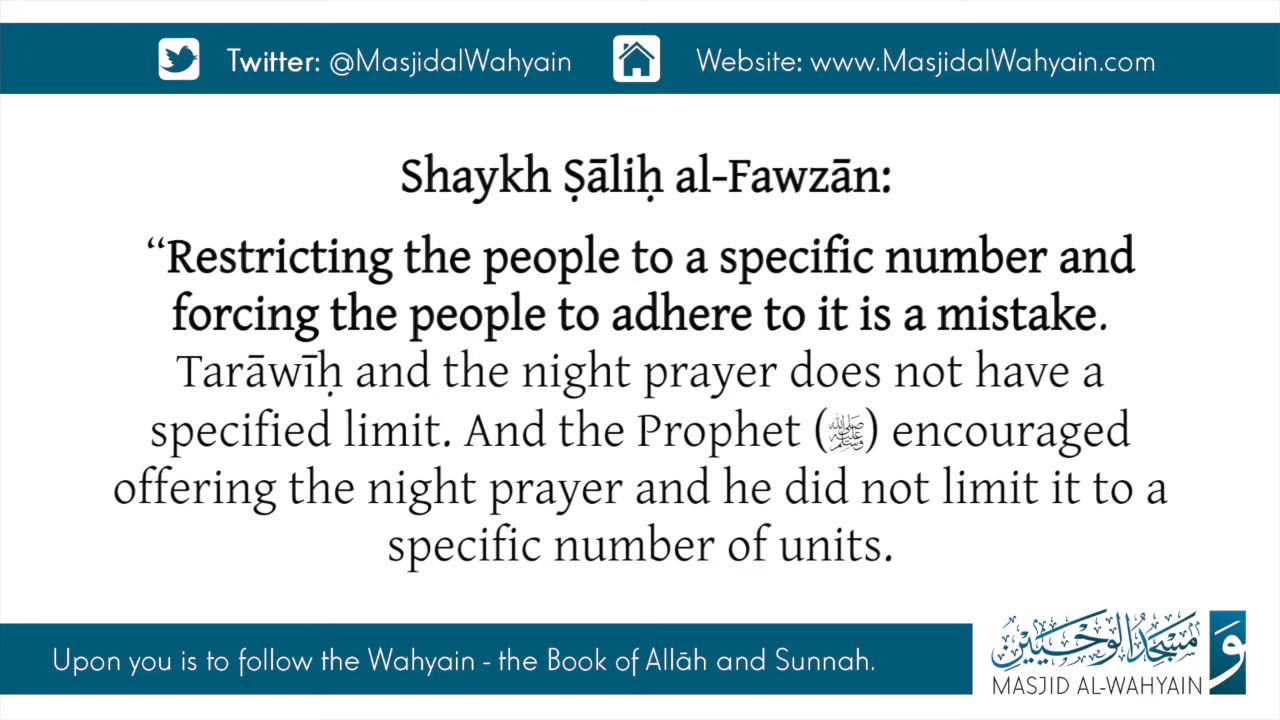 Twitter: @MasjidalWahyain Website: www.MasjidalWahyain.com
Shaykh Ṣāliḥ al-Fawzān:
“Restricting the people to a specific number and
forcing the people to adhere to it is a mistake.
Tarāwīḥ and the night prayer does not have a
specified limit. And the Prophet (ﷺ) encouraged
offering the night prayer and he did not limit it to a
specific number of units.
Upon you is to follow the Wahyain - the Book of Allāh and Sunnah.
مَسْجِدُ الوَحْيَيْنِ
و
MASJID AL-WAHYAIN